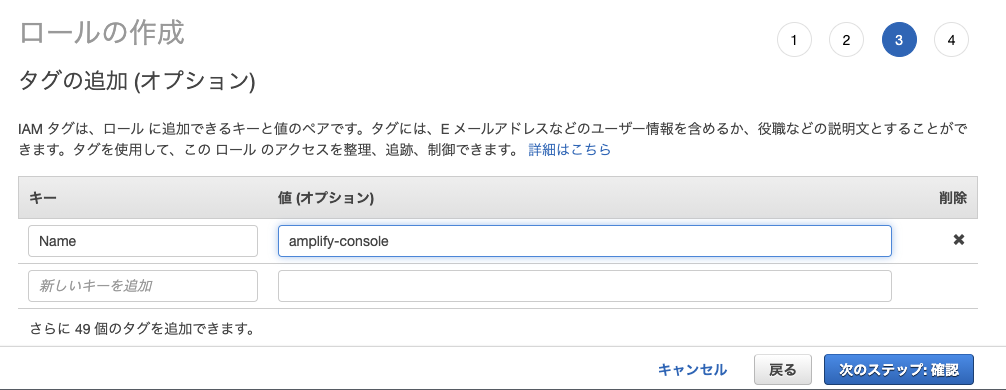 ロールの作成
1 2 3 4
タグの追加 (オプション)
IAM タグは、ロール に追加できるキーと値のペアです。タグには、E メールアドレスなどのユーザー情報を含めるか、役職などの説明文とすることがで
きます。タグを使用して、この ロール のアクセスを整理、追跡、制御できます。 詳細はこちら
キー 値 (オプション) 削除
Name amplify-console ✖
新しいキーを追加
さらに 49 個のタグを追加できます。
キャンセル 戻る 次のステップ: 確認